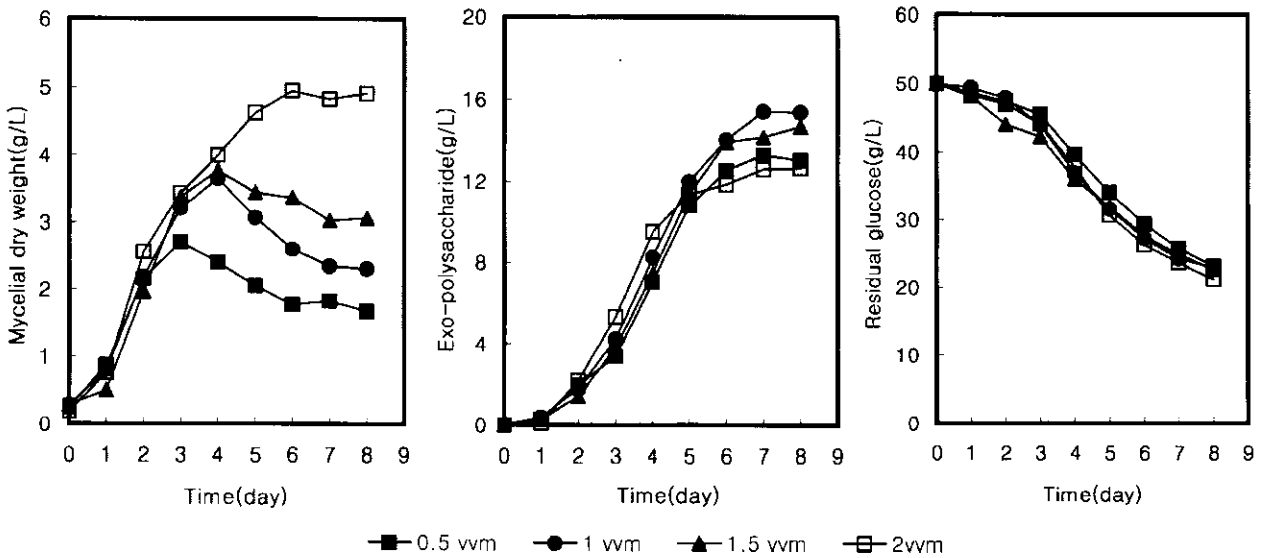 Mycelial dry weight(g/L)
6
5
4
3
2
1
0
0 1 2 3 4 5 6 7 8 9
Time(day)
Exo-polysaccharide(g/L)
20
16
12
8
4
0
0 1 2 3 4 5 6 7 8 9
Time(day)
Residual glucose(g/L)
60
50
40
30
20
10
0
0 1 2 3 4 5 6 7 8 9
Time(day)
0.5 vvm 1 vvm 1.5 vvm 2vvm